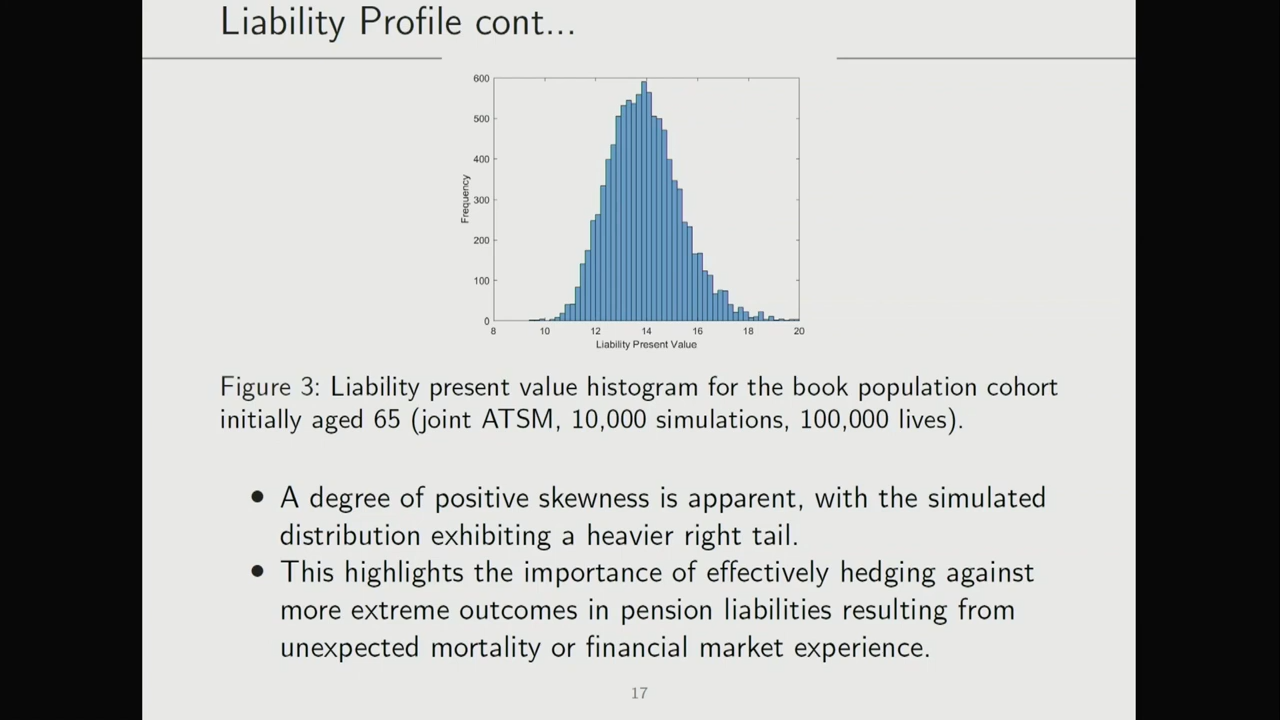 Liability Profile cont...
600
500
400
300
200
100
0
Frequency
8 10 12 14 16 18 20
Liability Present Value
Figure 3: Liability present value histogram for the book population cohort
initially aged 65 (joint ATSM, 10,000 simulations, 100,000 lives).
• A degree of positive skewness is apparent, with the simulated
distribution exhibiting a heavier right tail.
• This highlights the importance of effectively hedging against
more extreme outcomes in pension liabilities resulting from
unexpected mortality or financial market experience.
17